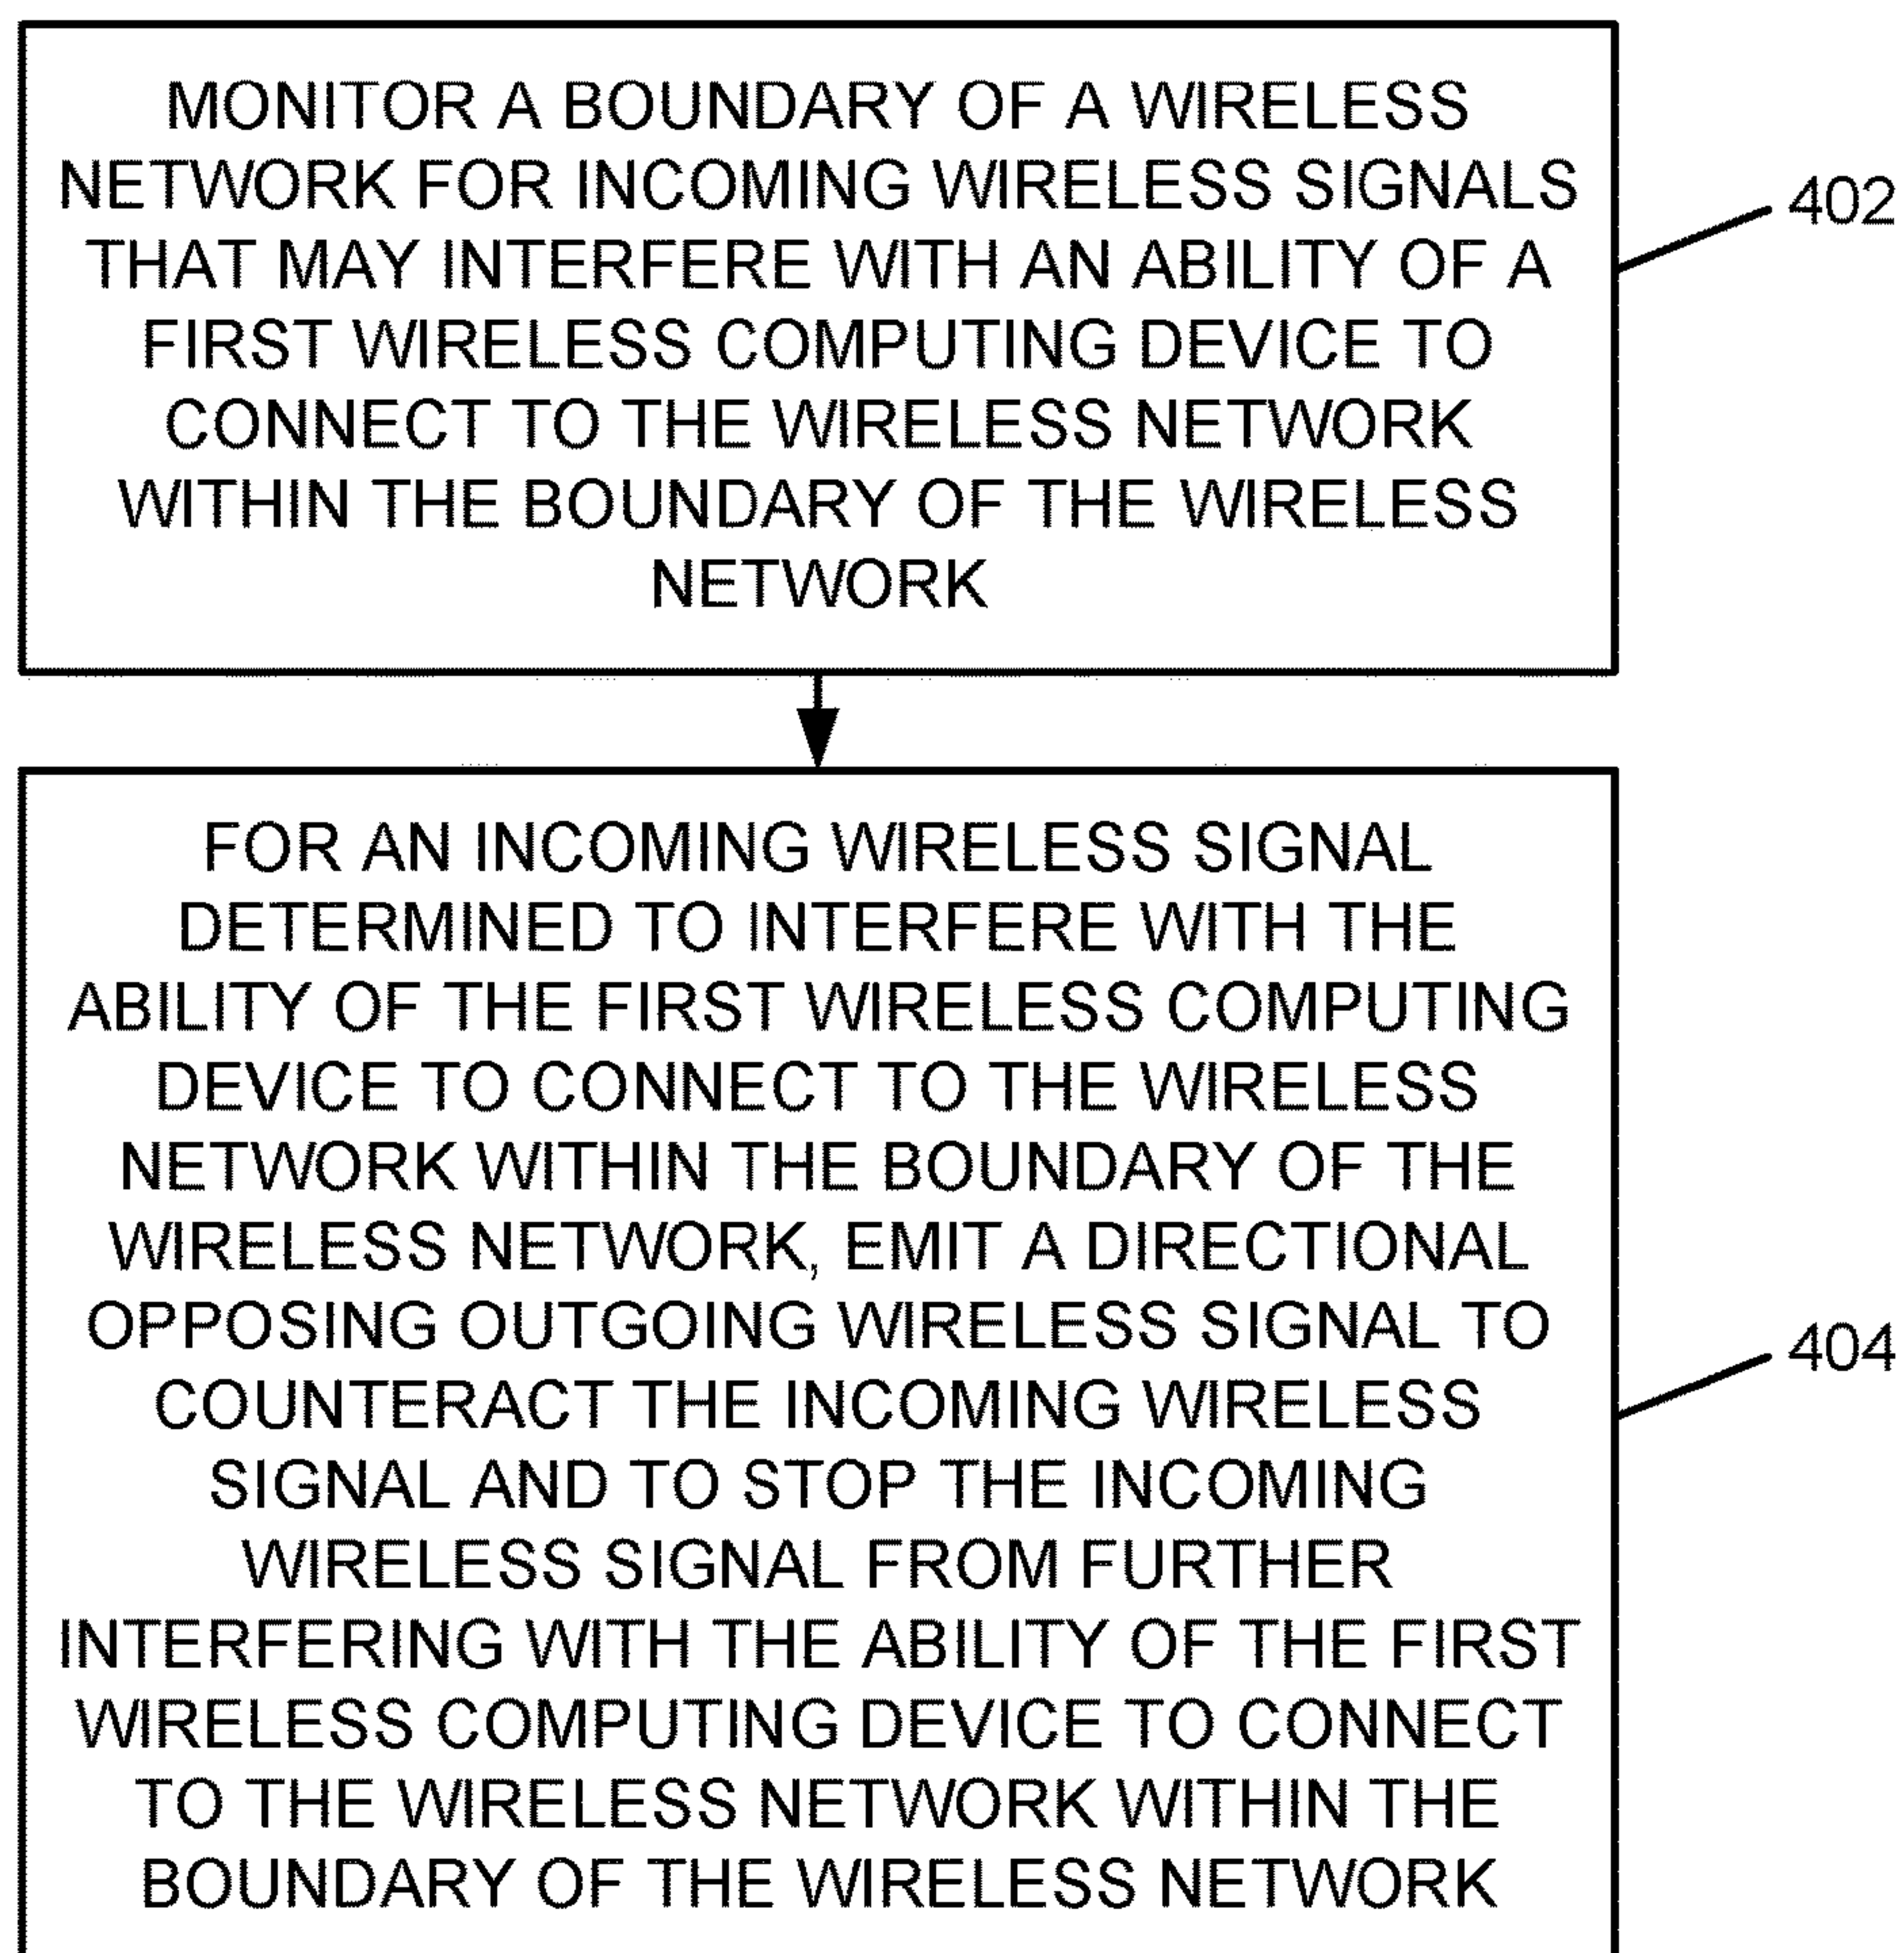 MONITOR A BOUNDARY OF A WIRELESS
NETWORK FOR INCOMING WIRELESS SIGNALS
THAT MAY INTERFERE WITH AN ABILITY OF A
FIRST WIRELESS COMPUTING DEVICE TO
CONNECT TO THE WIRELESS NETWORK
WITHIN THE BOUNDARY OF THE WIRELESS
NETWORK
402
FOR AN INCOMING WIRELESS SIGNAL
DETERMINED TO INTERFERE WITH THE
ABILITY OF THE FIRST WIRELESS COMPUTING
DEVICE TO CONNECT TO THE WIRELESS
NETWORK WITHIN THE BOUNDARY OF THE
WIRELESS NETWORK, EMIT A DIRECTIONAL
OPPOSING OUTGOING WIRELESS SIGNAL TO
COUNTERACT THE INCOMING WIRELESS
SIGNAL AND TO STOP THE INCOMING
WIRELESS SIGNAL FROM FURTHER
INTERFERING WITH THE ABILITY OF THE FIRST
WIRELESS COMPUTING DEVICE TO CONNECT
TO THE WIRELESS NETWORK WITHIN THE
BOUNDARY OF THE WIRELESS NETWORK
404